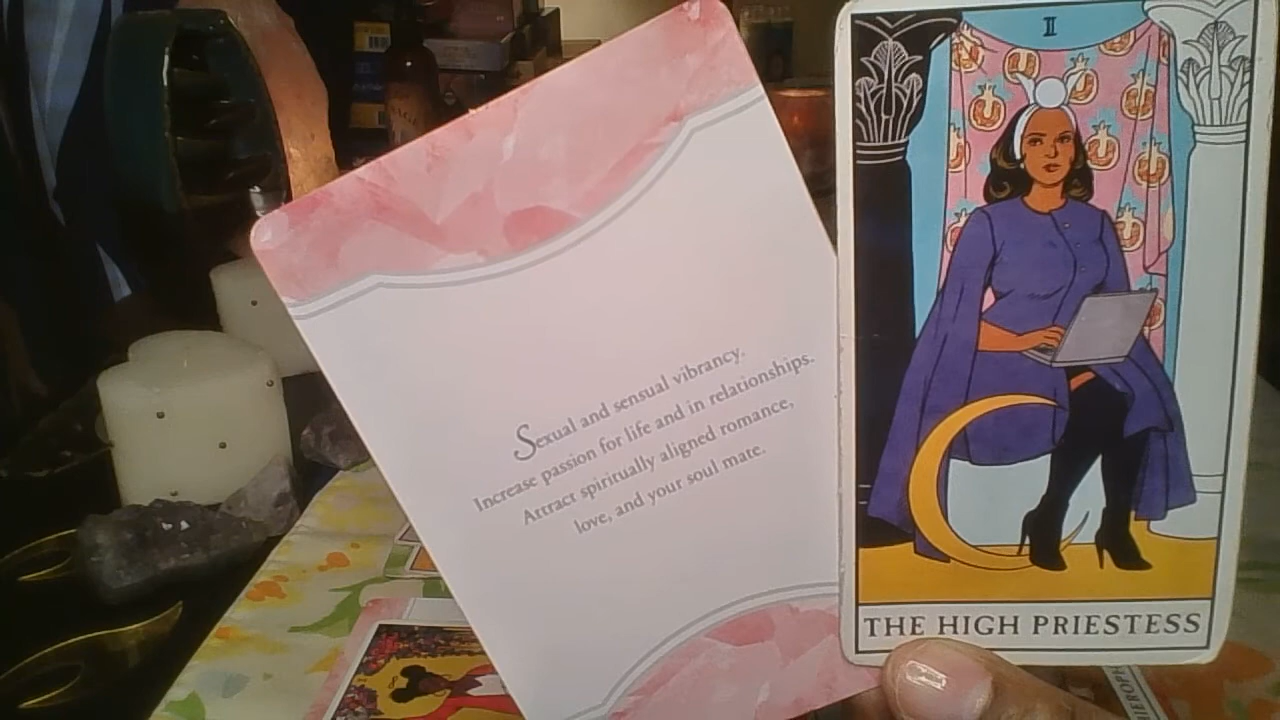 Sexual and sensual vibrancy.
Increase passion for life and in relationships.
Attract spiritually aligned romance,
love, and your soul mate.
II
THE HIGH PRIESTESS